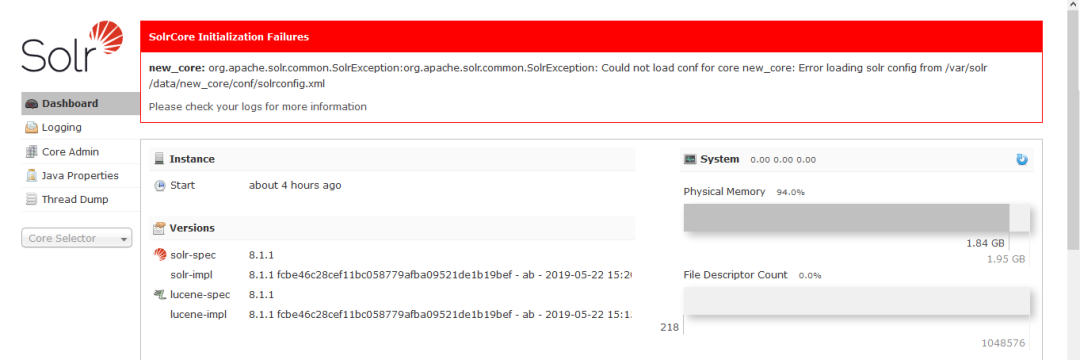 Solr
SolrCore Initialization Failures
new_core: org.apache.solr.common.SolrException:org.apache.solr.common.SolrException: Could not load conf for core new_core: Error loading solr config from /var/solr
/data/new_core/conf/solrconfig.xml
Please check your logs for more information
Dashboard
Logging
Core Admin
Java Properties
Thread Dump
Core Selector
Instance
Start about 4 hours ago
Versions
solr-spec 8.1.1
solr-impl 8.1.1 fcbe46c28cef11bc058779afba09521de1b19bef - ab - 2019-05-22 15:2
lucene-spec 8.1.1
lucene-impl 8.1.1 fcbe46c28cef11bc058779afba09521de1b19bef - ab - 2019-05-22 15:1
System 0.00 0.00 0.00
Physical Memory 94.0%
1.84 GB
1.95 GB
File Descriptor Count 0.0%
218
1048576